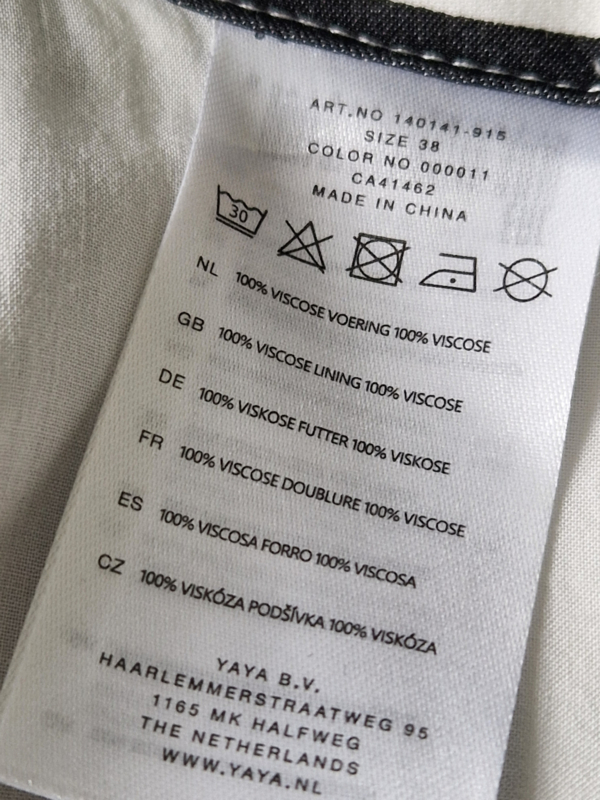 ART.NO 140141-915
SIZE 38
COLOR NO 000011
CA41462
MADE IN CHINA
30
NL 100% VISCOSE VOERING 100% VISCOSE
GB 100% VISCOSE LINING 100% VISCOSE
DE 100% VISKOSE FUTTER 100% VISKOSE
FR 100% VISCOSE DOUBLURE 100% VISCOSE
ES 100% VISCOSA FORRO 100% VISCOSA
CZ 100% VISKÓZA PODŠÍVKA 100% VISKÓZA
YAYA B.V.
HAARLEMMERSTRAATWEG 95
1165 MK HALFWEG
THE NETHERLANDS
WWW.YAYA.NL